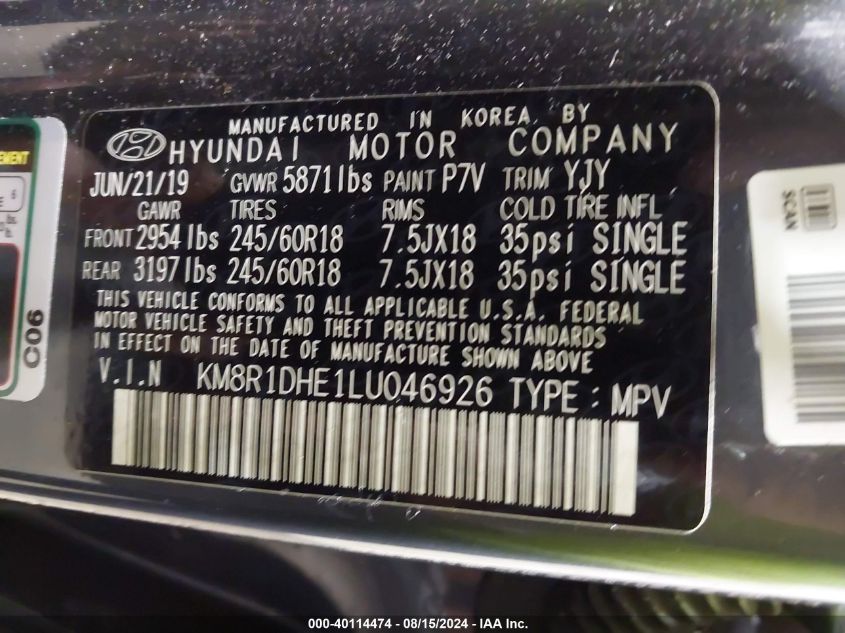 MANUFACTURED IN KOREA. BY
HYUNDAI MOTOR COMPANY
JUN/21/19 GVWR 5871lbs PAINT P7V TRIM YJY
GAWR TIRES RIMS COLD TIRE INFL
FRONT 2954 lbs 245/60R18 7.5JX18 35psi SINGLE
REAR 3197 lbs 245/60R18 7.5JX18 35psi SINGLE
THIS VEHICLE CONFORMS TO ALL APPLICABLE U.S.A. FEDERAL
MOTOR VEHICLE SAFETY AND THEFT PREVENTION STANDARDS
IN EFFECT ON THE DATE OF MANUFACTURE SHOWN ABOVE
V.I.N KM8R1DHE1LU046926 TYPE : MPV
C06
SCAN
000-40114474 - 08/15/2024 - IAA Inc.